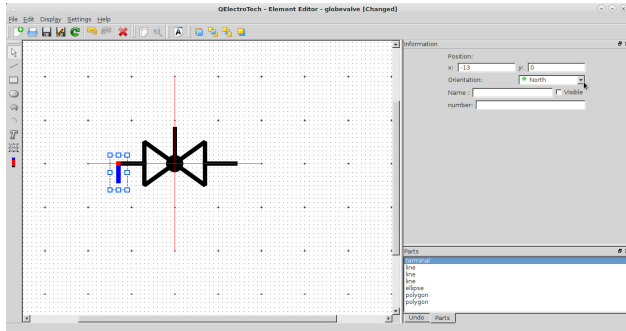 QElectroTech - Element Editor - globevalve [Changed]
File Edit Display Settings Help
Information
Position:
x: -13 y: 0
Orientation: North
Name : Visible
number:
Parts
terminal
line
line
line
ellipse
polygon
polygon
Undo Parts